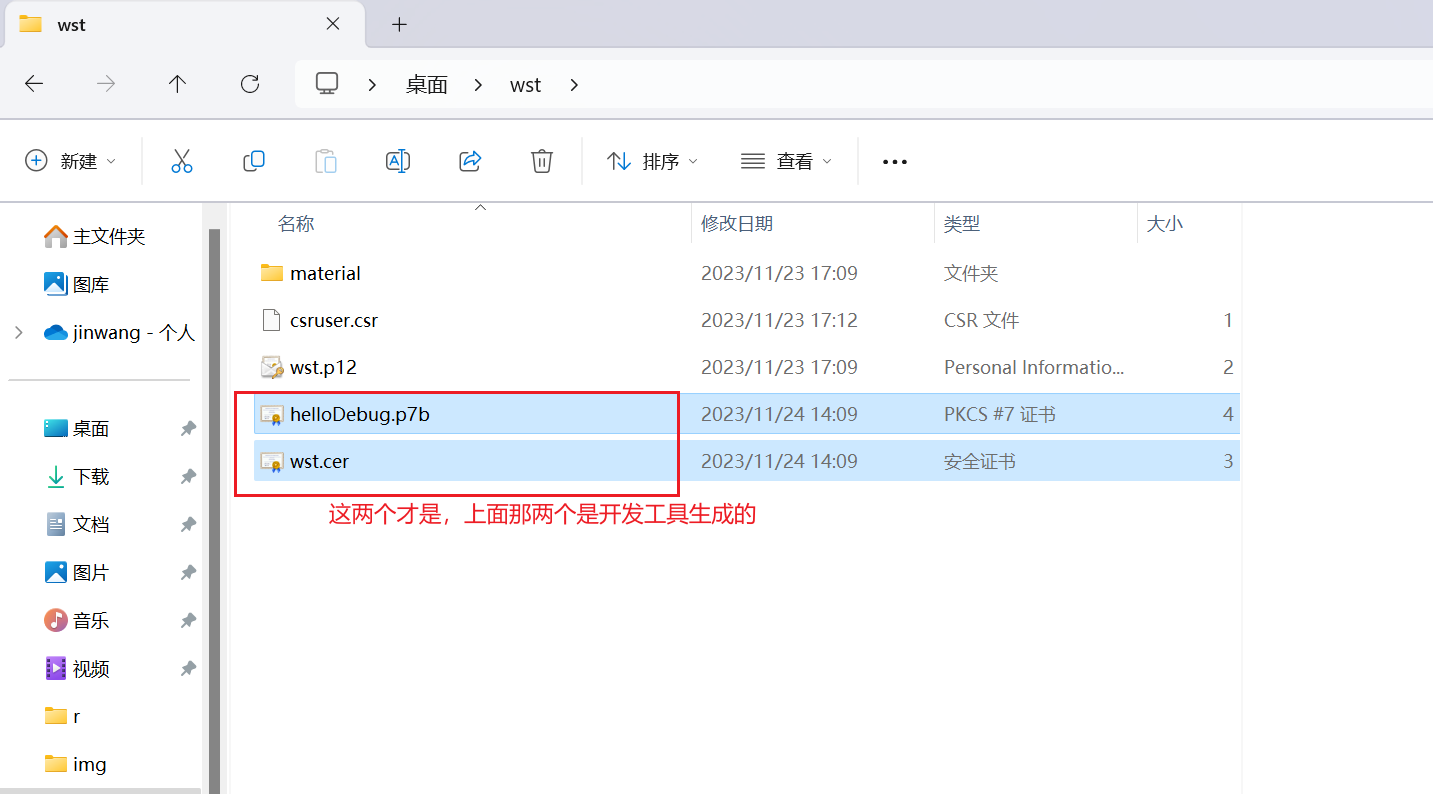 wst
桌面
wst
新建
排序
查看
名称
修改日期
类型
大小
主文件夹
图库
jinwang - 个人
桌面
下载
文档
图片
音乐
视频
r
img
material 2023/11/23 17:09 文件夹
csruser.csr 2023/11/23 17:12 CSR 文件 1
wst.p12 2023/11/23 17:09 Personal Informatio... 2
helloDebug.p7b 2023/11/24 14:09 PKCS #7 证书 4
wst.cer 2023/11/24 14:09 安全证书 3
这两个才是，上面那两个是开发工具生成的